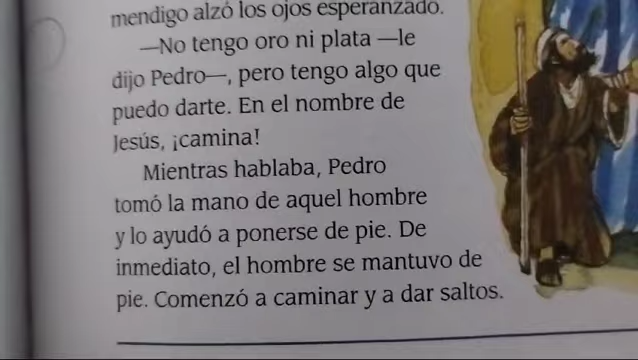 mendigo alzó los ojos esperanzado.
—No tengo oro ni plata —le
dijo Pedro—, pero tengo algo que
puedo darte. En el nombre de
Jesús, ¡camina!
Mientras hablaba, Pedro
tomó la mano de aquel hombre
y lo ayudó a ponerse de pie. De
inmediato, el hombre se mantuvo de
pie. Comenzó a caminar y a dar saltos.